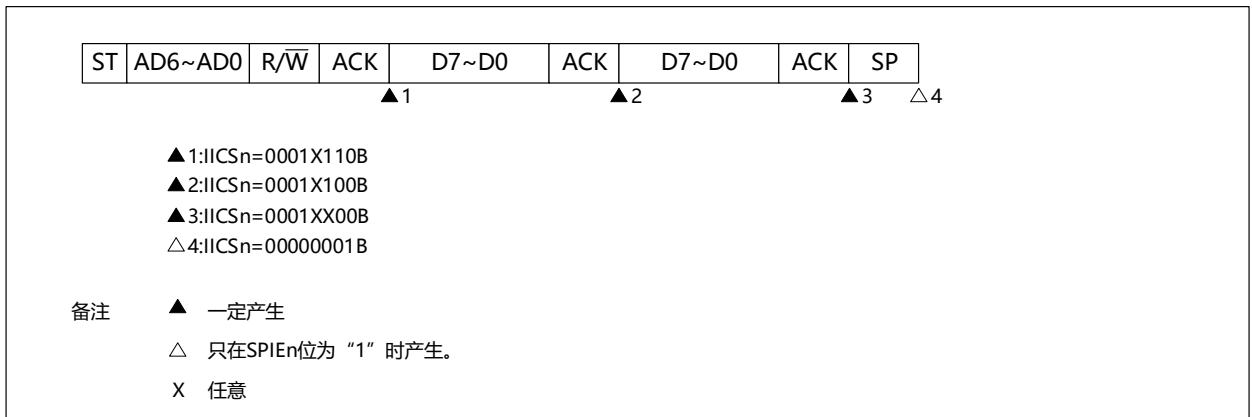 ST AD6~AD0 R/W̅ ACK D7~D0 ACK D7~D0 ACK SP
▲1 ▲2 ▲3 △4
▲1:IICSn=0001X110B
▲2:IICSn=0001X100B
▲3:IICSn=0001XX00B
△4:IICSn=00000001B
备注 ▲ 一定产生
△ 只在SPIEn位为“1”时产生。
X 任意